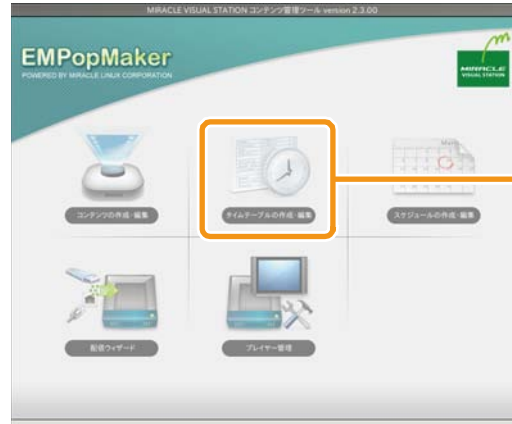 MIRACLE VISUAL STATION コンテンツ管理ツール version 2.3.00
EMPopMaker
POWERED BY MIRACLE LINUX CORPORATION
m
MIRACLE
VISUAL STATION
コンテンツの作成・編集
タイムテーブルの作成・編集
スケジュールの作成・編集
配信ウィザード
プレイヤー管理